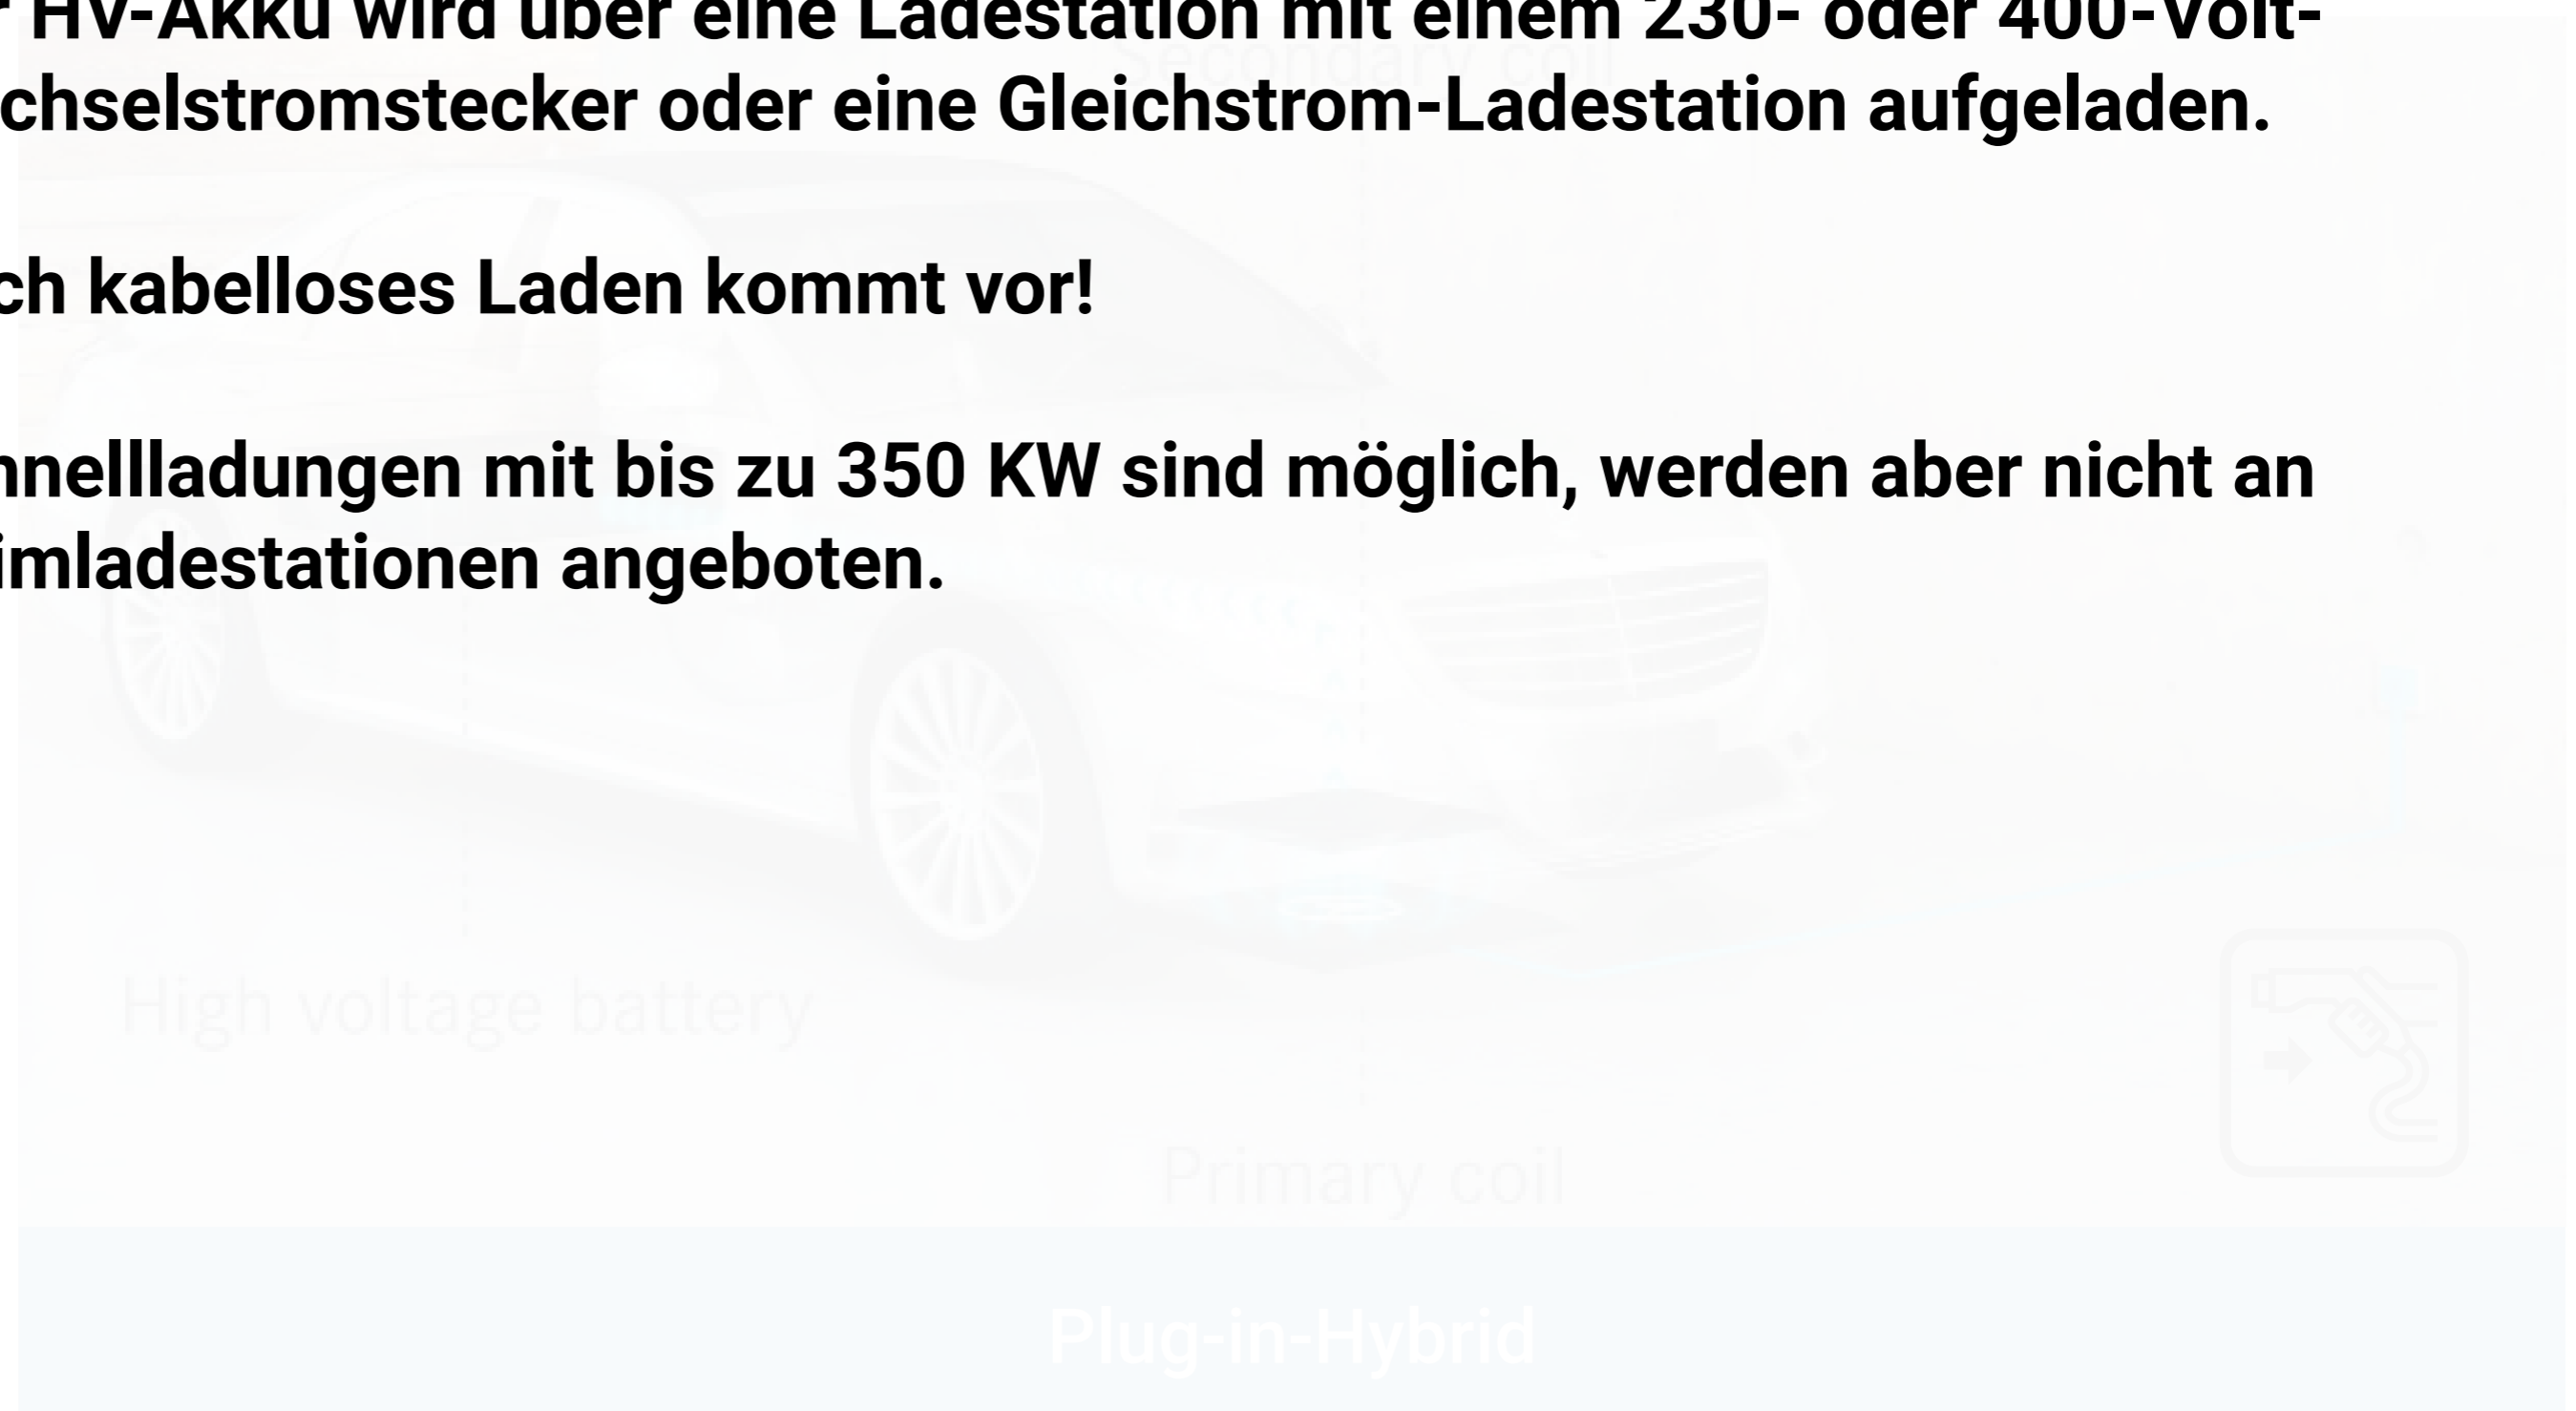 r HV-Akku wird über eine Ladestation mit einem 230- oder 400-Volt-
Secondary coil
chselstromstecker oder eine Gleichstrom-Ladestation aufgeladen.
ch kabelloses Laden kommt vor!
nellladungen mit bis zu 350 KW sind möglich, werden aber nicht an
imladestationen angeboten.
High voltage battery
Primary coil
Plug-in-Hybrid